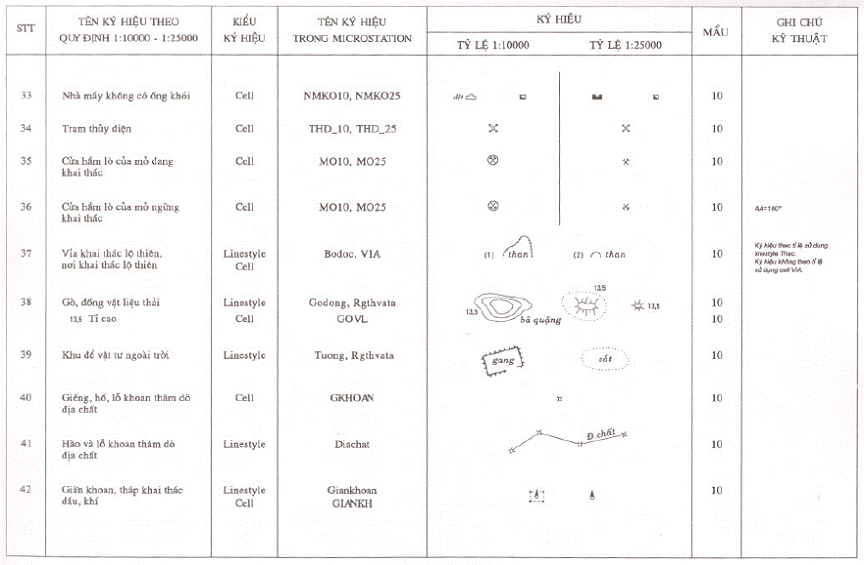 STT
TÊN KÝ HIỆU THEO
QUY ĐỊNH 1:10000 - 1:25000
KIỂU
KÝ HIỆU
TÊN KÝ HIỆU
TRONG MICROSTATION
KÝ HIỆU
TỶ LỆ 1:10000
TỶ LỆ 1:25000
MẦU
GHI CHÚ
KỸ THUẬT
33 Nhà máy không có ống khói Cell NMKO10, NMKO25 10
34 Trạm thủy điện Cell THD_10, THD_25 10
35 Cửa hầm lò của mỏ đang Cell MO10, MO25 10
khai thác
36 Cửa hầm lò của mỏ ngừng Cell MO10, MO25 10 AA=180°
khai thác
37 Vỉa khai thác lộ thiên, Linestyle Bodoc, VIA (1) than (2) than 10
nơi khai thác lộ thiên Cell
Ký hiệu theo tỉ lệ sử dụng
linestyle Theo.
Ký hiệu không theo tỉ lệ
sử dụng cell VIA.
38 Gò, đống vật liệu thải Linestyle Godong, Rgthvata 13,5 13,5 13,5 10
13,5 Tỉ cao Cell GOVL bã quặng 10
39 Khu để vật tư ngoài trời Linestyle Tuong, Rgthvata gang sắt 10
40 Giếng, hố, lỗ khoan thăm dò Cell GKHOAN 10
địa chất
41 Hào và lỗ khoan thăm dò Linestyle Diachat Đ.chất 10
địa chất
42 Giàn khoan, tháp khai thác Linestyle Giankhoan 10
dầu, khí Cell GIANKH